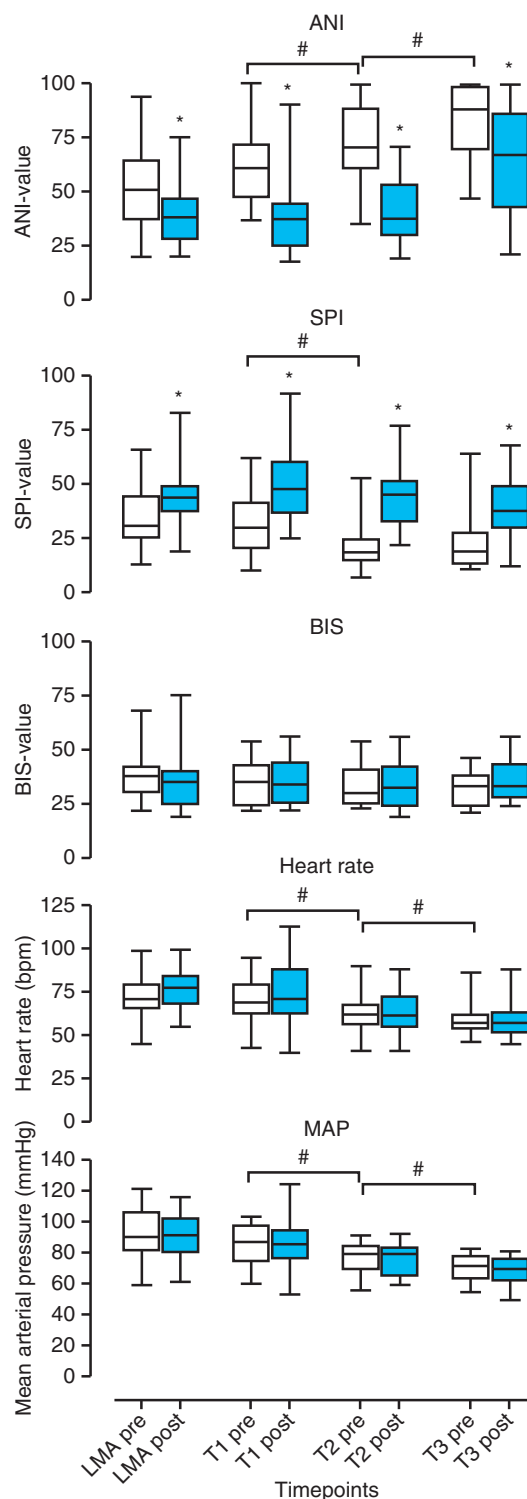 ANI
#
#
100
75
50
25
0
ANI-value
*
*
*
*
SPI
#
100
75
50
25
0
SPI-value
*
*
*
*
BIS
100
75
50
25
0
BIS-value
Heart rate
#
#
125
100
75
50
25
0
Heart rate (bpm)
MAP
#
#
140
120
100
80
60
40
20
0
Mean arterial pressure (mmHg)
LMA pre
LMA post
T1 pre
T1 post
T2 pre
T2 post
T3 pre
T3 post
Timepoints